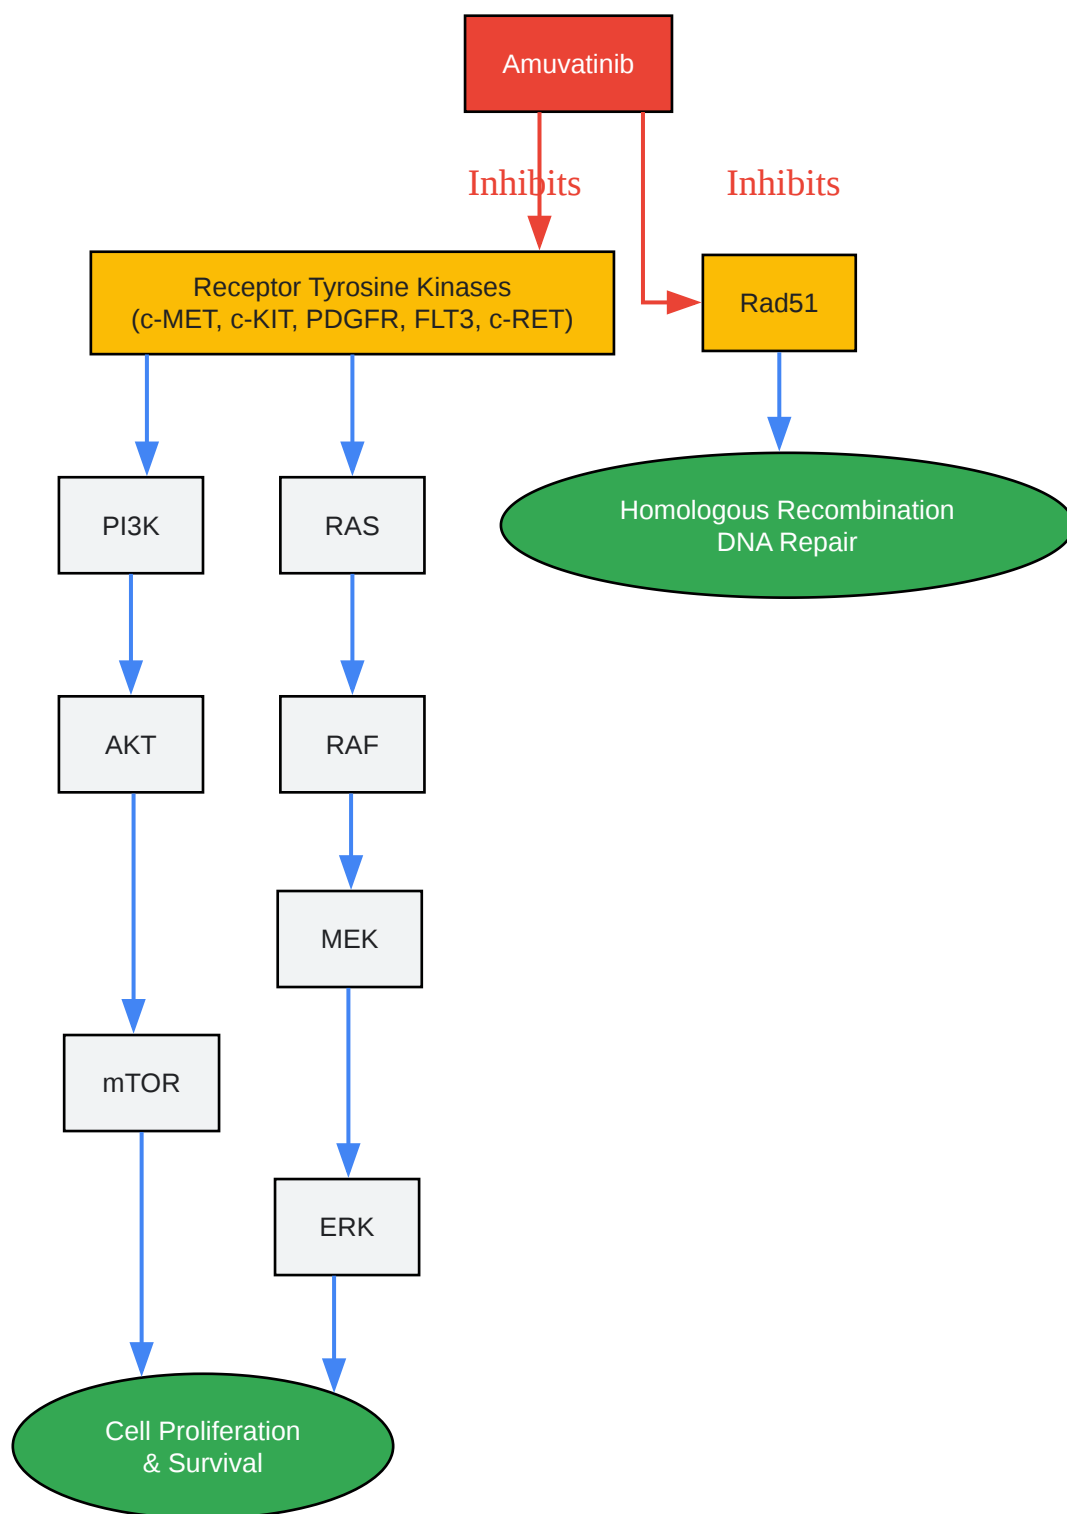 Amuvatinib
Inhibits
Inhibits
Receptor Tyrosine Kinases
(c-MET, c-KIT, PDGFR, FLT3, c-RET)
Rad51
PI3K
RAS
Homologous Recombination
DNA Repair
AKT
RAF
MEK
mTOR
ERK
Cell Proliferation
& Survival